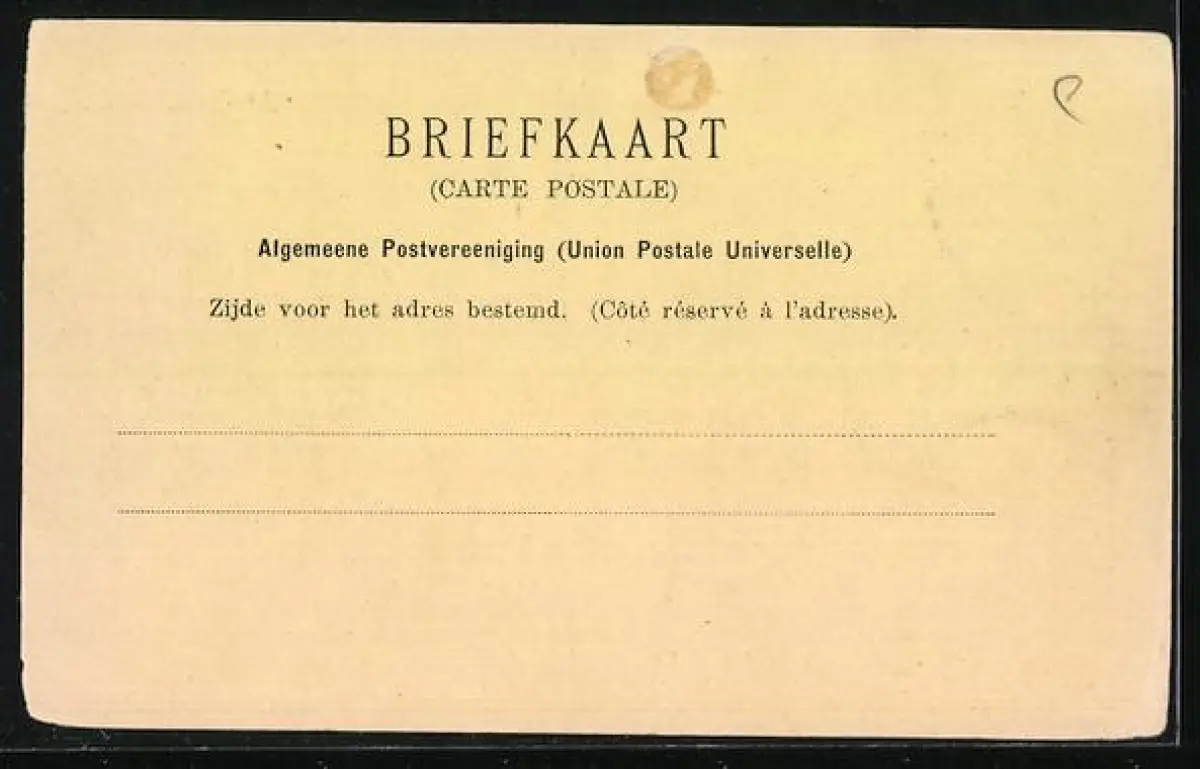 BRIEFKAART
(CARTE POSTALE)
Algemeene Postvereeniging (Union Postale Universelle)
Zijde voor het adres bestemd. (Côté réservé à l'adresse).